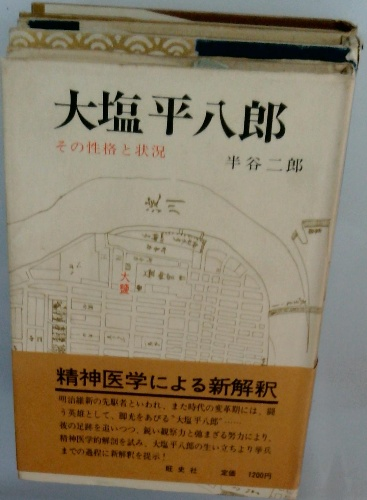 大塩平八郎
その性格と状況
半谷二郎
淀川
大塩
精神医学による新解釈
明治維新の先駆者といわれ、また時代の変革期には、闘
う英雄として、脚光をあびる“大塩平八郎”……
彼の足跡を追いつつ、鋭い観察力と倦まざる努力により、
精神医学的解剖を試み、大塩平八郎の生い立ちより挙兵
までの過程に新解釈を提示！
旺史社 定価 1200円